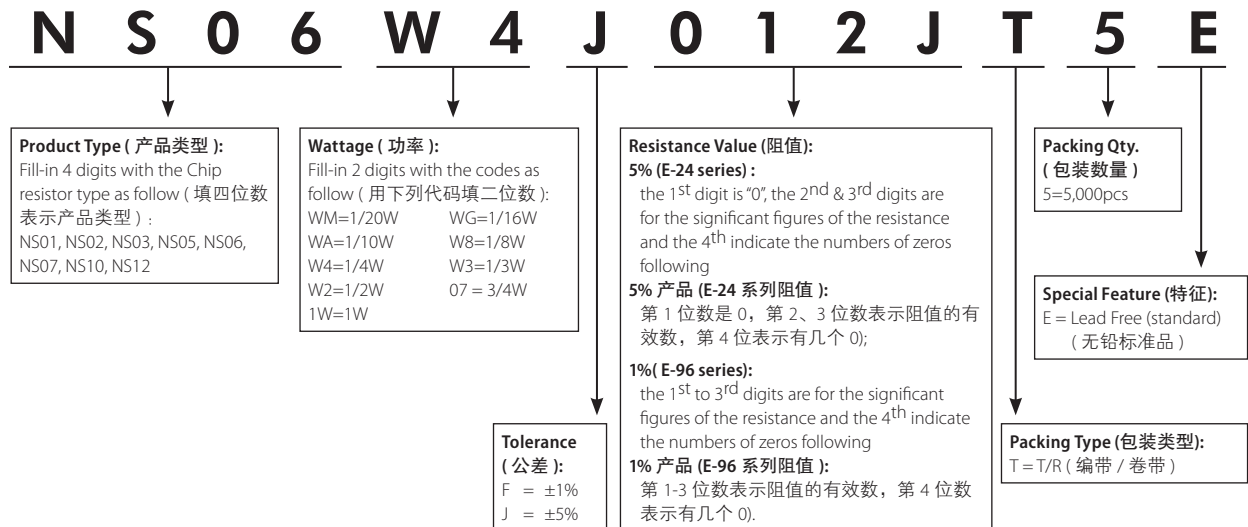 NS06 W4 J 012J T 5 E
Product Type ( 产品类型 ):
Fill-in 4 digits with the Chip
resistor type as follow ( 填四位数
表示产品类型 ) :
NS01, NS02, NS03, NS05, NS06,
NS07, NS10, NS12
Wattage ( 功率 ):
Fill-in 2 digits with the codes as
follow ( 用下列代码填二位数 ):
WM=1/20W WG=1/16W
WA=1/10W W8=1/8W
W4=1/4W W3=1/3W
W2=1/2W 07 = 3/4W
1W=1W
Tolerance
( 公差 ):
F = ±1%
J = ±5%
Resistance Value (阻值):
5% (E-24 series) :
the 1st digit is “0”, the 2nd & 3rd digits are
for the significant figures of the resistance
and the 4th indicate the numbers of zeros
following
5% 产品 (E-24 系列阻值 ):
第 1 位数是 0，第 2、3 位数表示阻值的有
效数，第 4 位表示有几个 0);
1%( E-96 series):
the 1st to 3rd digits are for the significant
figures of the resistance and the 4th indicate
the numbers of zeros following
1% 产品 (E-96 系列阻值 ):
第 1-3 位数表示阻值的有效数，第 4 位数
表示有几个 0).
Packing Qty.
( 包装数量 )
5=5,000pcs
Special Feature (特征):
E = Lead Free (standard)
( 无铅标准品 )
Packing Type (包装类型):
T = T/R ( 编带 / 卷带 )